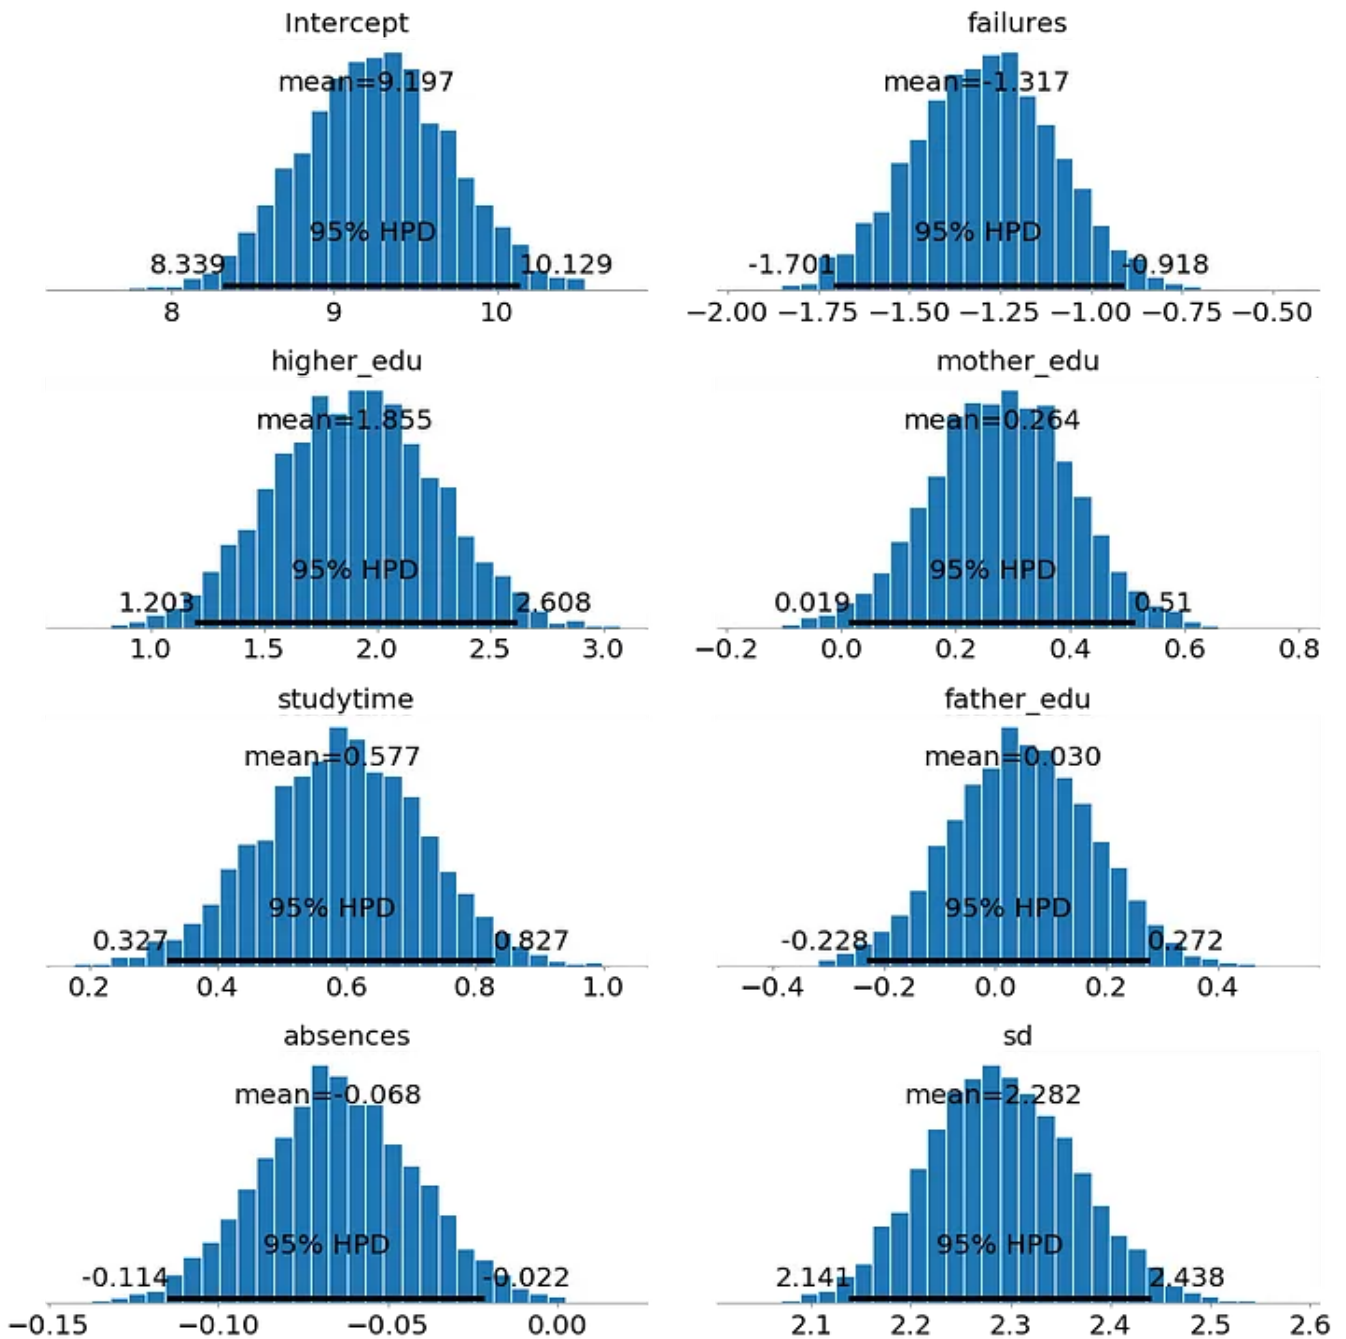 Intercept
mean=9.197
95% HPD
8.339 10.129
8 9 10
failures
mean=-1.317
95% HPD
-1.701 -0.918
−2.00 −1.75 −1.50 −1.25 −1.00 −0.75 −0.50
higher_edu
mean=1.855
95% HPD
1.203 2.608
1.0 1.5 2.0 2.5 3.0
mother_edu
mean=0.264
95% HPD
0.019 0.51
−0.2 0.0 0.2 0.4 0.6 0.8
studytime
mean=0.577
95% HPD
0.327 0.827
0.2 0.4 0.6 0.8 1.0
father_edu
mean=0.030
95% HPD
-0.228 0.272
−0.4 −0.2 0.0 0.2 0.4
absences
mean=-0.068
95% HPD
-0.114 -0.022
−0.15 −0.10 −0.05 0.00
sd
mean=2.282
95% HPD
2.141 2.438
2.1 2.2 2.3 2.4 2.5 2.6